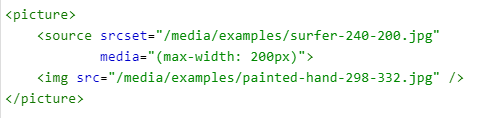 <picture>
    <source srcset="/media/examples/surfer-240-200.jpg"
            media="(max-width: 200px)">
    <img src="/media/examples/painted-hand-298-332.jpg" />
</picture>